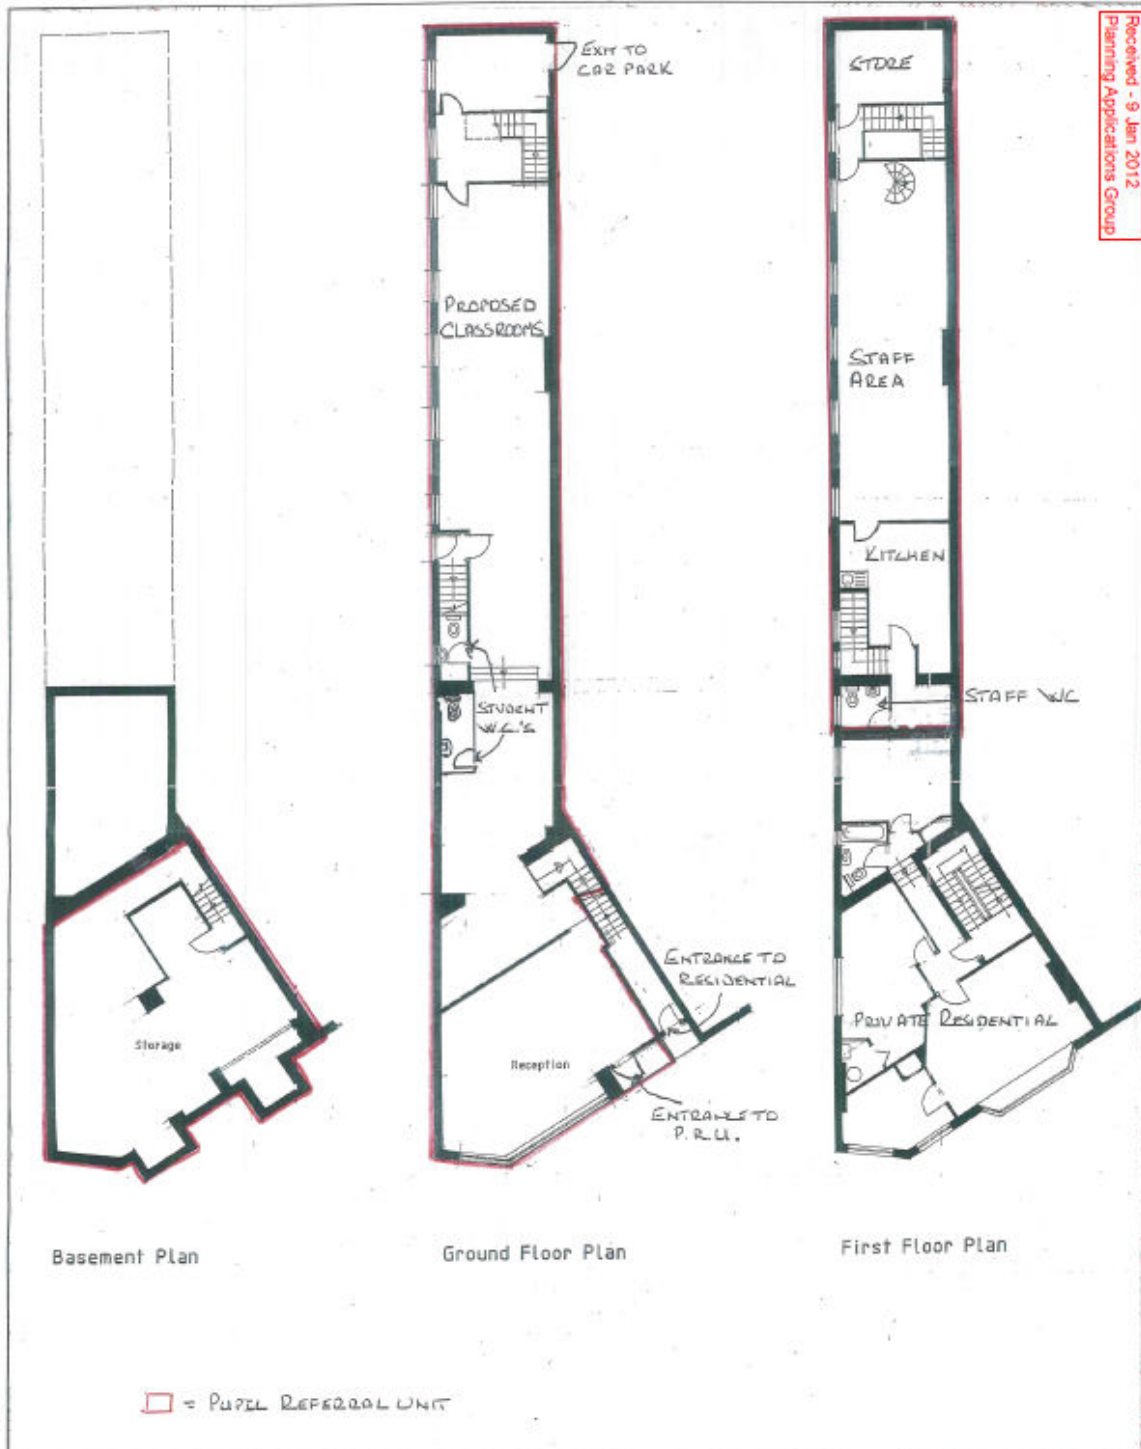 Received - 9 Jan 2012
Planning Applications Group
EXIT TO
CAR PARK
STORE
PROPOSED
CLASSROOMS
STAFF
AREA
KITCHEN
STUDENT
W.C.'S
STAFF WC
ENTRANCE TO
RESIDENTIAL
PRIVATE RESIDENTIAL
Storage
Reception
ENTRANCE TO
P.R.U.
Basement Plan
Ground Floor Plan
First Floor Plan
= PUPIL REFERRAL UNIT